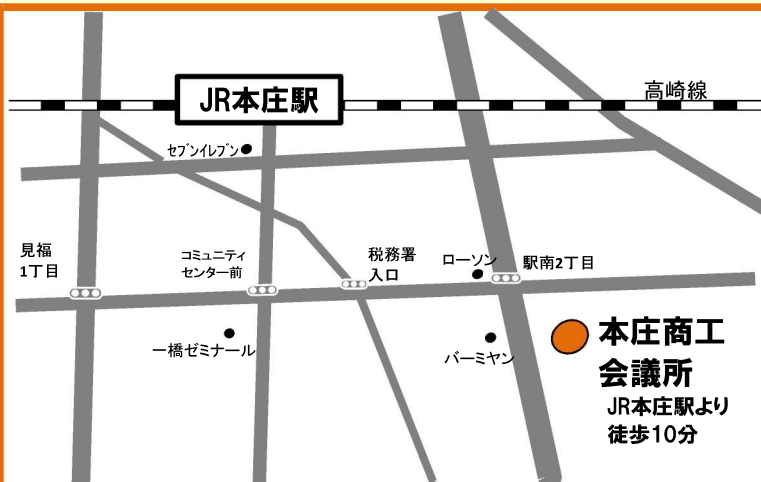 高崎線
JR本庄駅
セブンイレブン
見福
1丁目
コミュニティ
センター前
税務署
入口
ローソン
駅南2丁目
一橋ゼミナール
バーミヤン
本庄商工
会議所
JR本庄駅より
徒歩10分